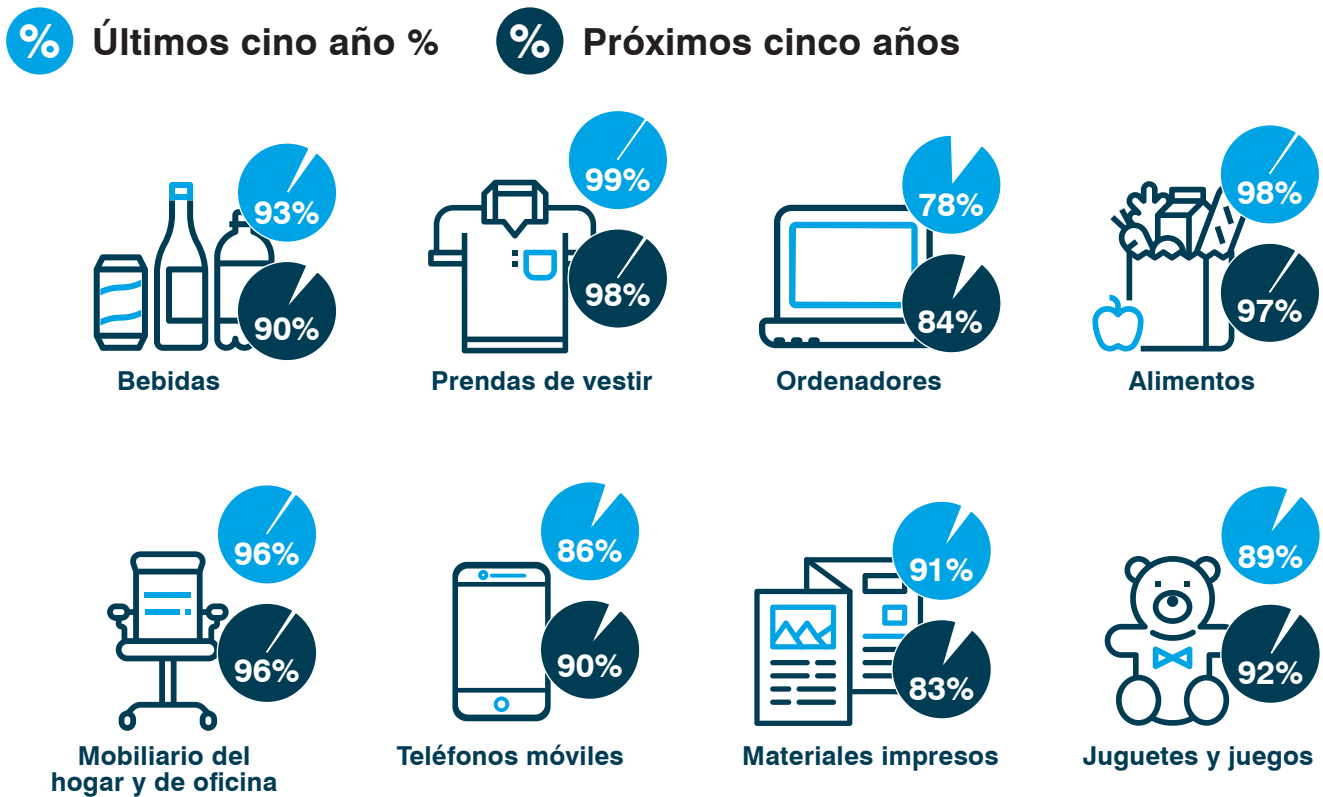 % Últimos cino año %
% Próximos cinco años
93%
90%
Bebidas
99%
98%
Prendas de vestir
78%
84%
Ordenadores
98%
97%
Alimentos
96%
96%
Mobiliario del
hogar y de oficina
86%
90%
Teléfonos móviles
91%
83%
Materiales impresos
89%
92%
Juguetes y juegos